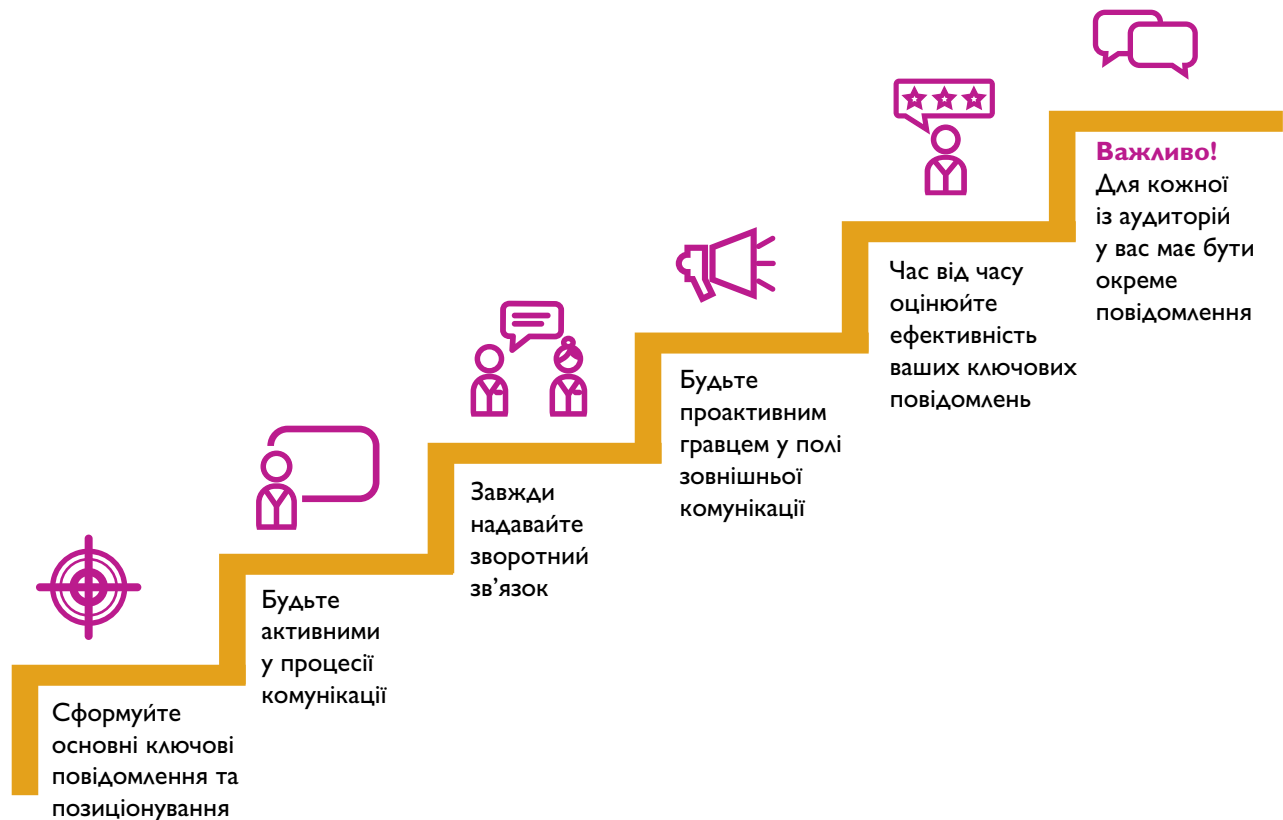 Сформуйте
основні ключові
повідомлення та
позиціонування
Будьте
активними
у процесії
комунікації
Завжди
надавайте
зворотний
зв’язок
Будьте
проактивним
гравцем у полі
зовнішньої
комунікації
Час від часу
оцінюйте
ефективність
ваших ключових
повідомлень
Важливо!
Для кожної
із аудиторій
у вас має бути
окреме
повідомлення